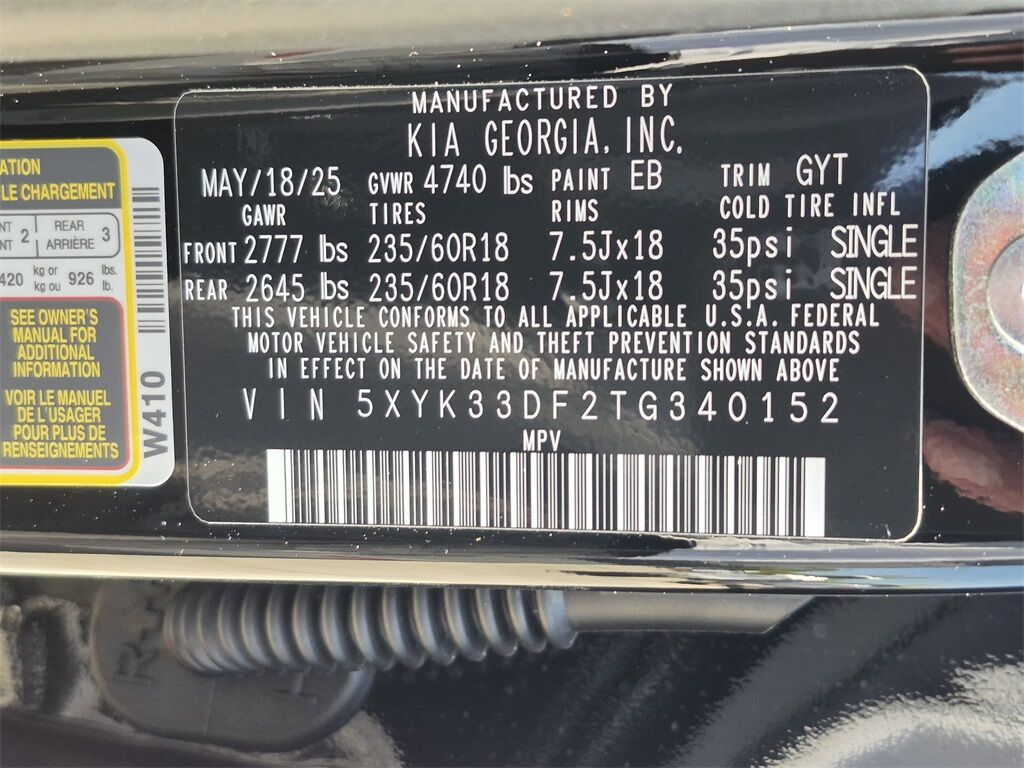 MANUFACTURED BY
KIA GEORGIA, INC.
MAY/18/25 GVWR 4740 lbs PAINT EB TRIM GYT
GAWR TIRES RIMS COLD TIRE INFL
FRONT 2777 lbs 235/60R18 7.5Jx18 35psi SINGLE
REAR 2645 lbs 235/60R18 7.5Jx18 35psi SINGLE
THIS VEHICLE CONFORMS TO ALL APPLICABLE U.S.A. FEDERAL
MOTOR VEHICLE SAFETY AND THEFT PREVENTION STANDARDS
IN EFFECT ON THE DATE OF MANUFACTURE SHOWN ABOVE
VIN 5XYK33DF2TG340152
MPV
CHARGEMENT
2 REAR 3
ARRIÈRE
420 kg or 926 lbs.
kg ou lb.
SEE OWNER'S
MANUAL FOR
ADDITIONAL
INFORMATION
VOIR LE MANUEL
DE L'USAGER
POUR PLUS DE
RENSEIGNEMENTS
W410